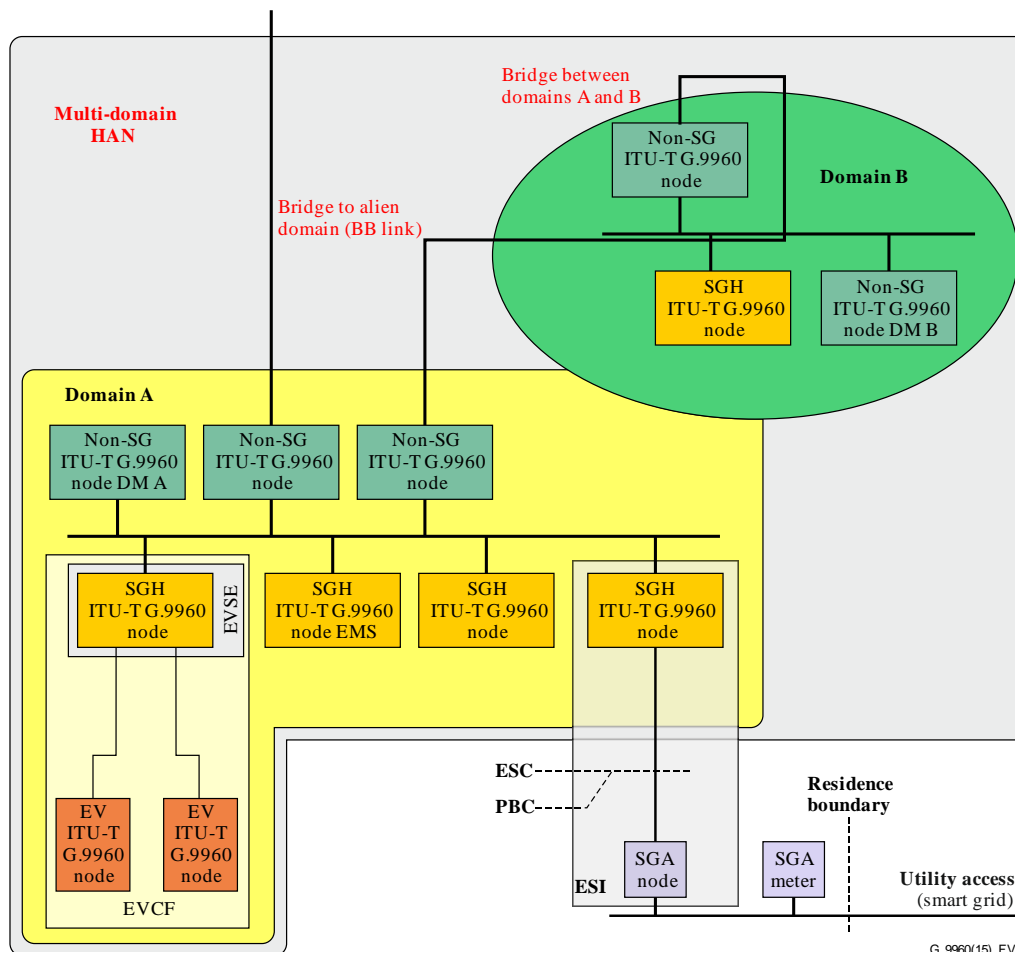 Multi-domain
HAN
Bridge between
domains A and B
Non-SG
ITU-T G.9960
node
Domain B
Bridge to alien
domain (BB link)
SGH
ITU-T G.9960
node
Non-SG
ITU-T G.9960
node DM B
Domain A
Non-SG
ITU-T G.9960
node DM A
Non-SG
ITU-T G.9960
node
Non-SG
ITU-T G.9960
node
SGH
ITU-T G.9960
node
EVSE
SGH
ITU-T G.9960
node EMS
SGH
ITU-T G.9960
node
SGH
ITU-T G.9960
node
ESC
PBC
Residence
boundary
EV
ITU-T
G.9960
node
EV
ITU-T
G.9960
node
EVCF
ESI
SGA
node
SGA
meter
Utility access
(smart grid)
G.9960(15)_EV